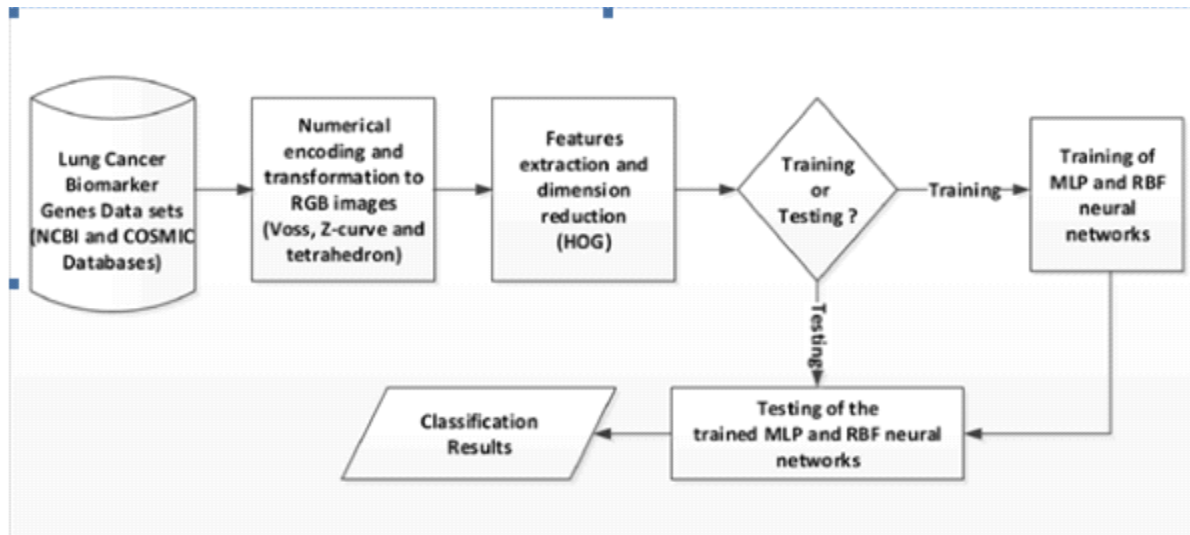 Lung Cancer
Biomarker
Genes Data sets
(NCBI and COSMIC
Databases)
Numerical
encoding and
transformation to
RGB images
(Voss, Z-curve and
tetrahedron)
Features
extraction and
dimension
reduction
(HOG)
Training
or
Testing ?
Training
Training of
MLP and RBF
neural
networks
Testing
Testing of the
trained MLP and RBF neural
networks
Classification
Results